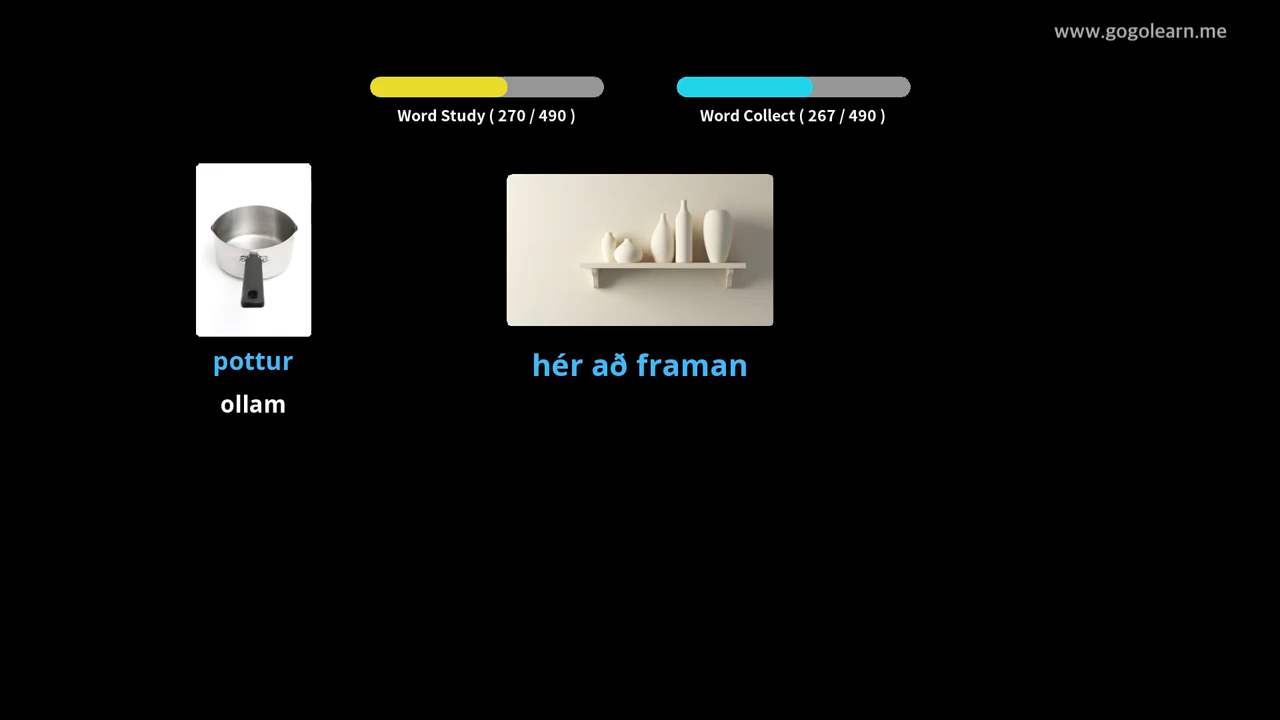 www.gogolearn.me
Word Study ( 270 / 490 )
Word Collect ( 267 / 490 )
pottur
ollam
hér að framan